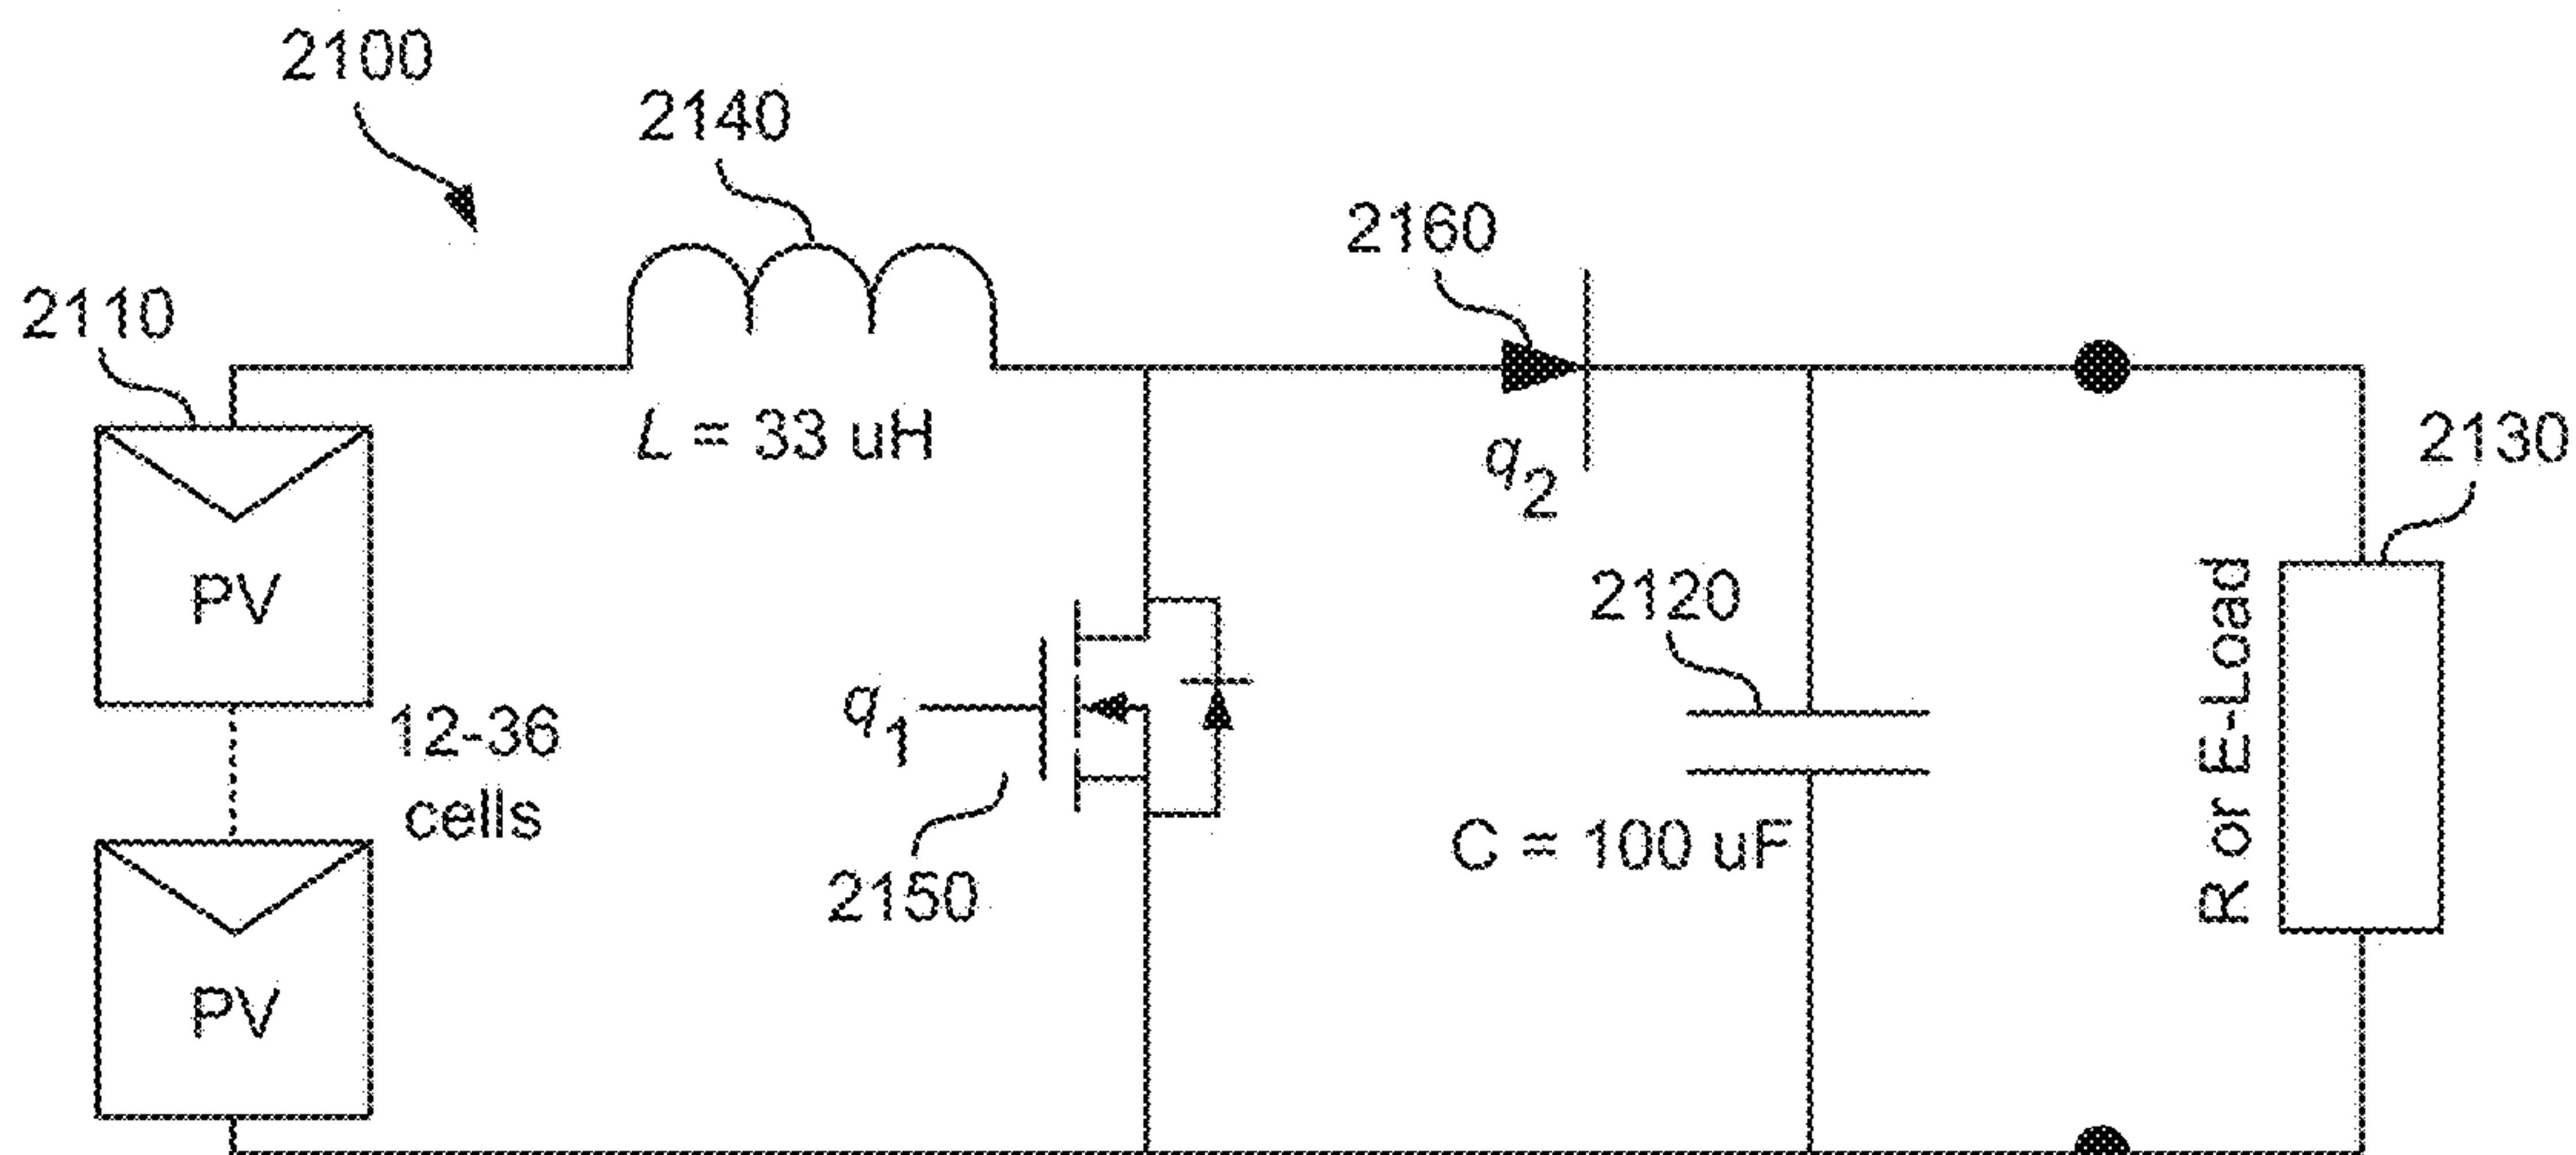 2100
2140
2160
2110
L = 33 uH
2130
q2
PV
12-36
cells
q1
2120
R or E-Load
2150
C = 100 uF
PV